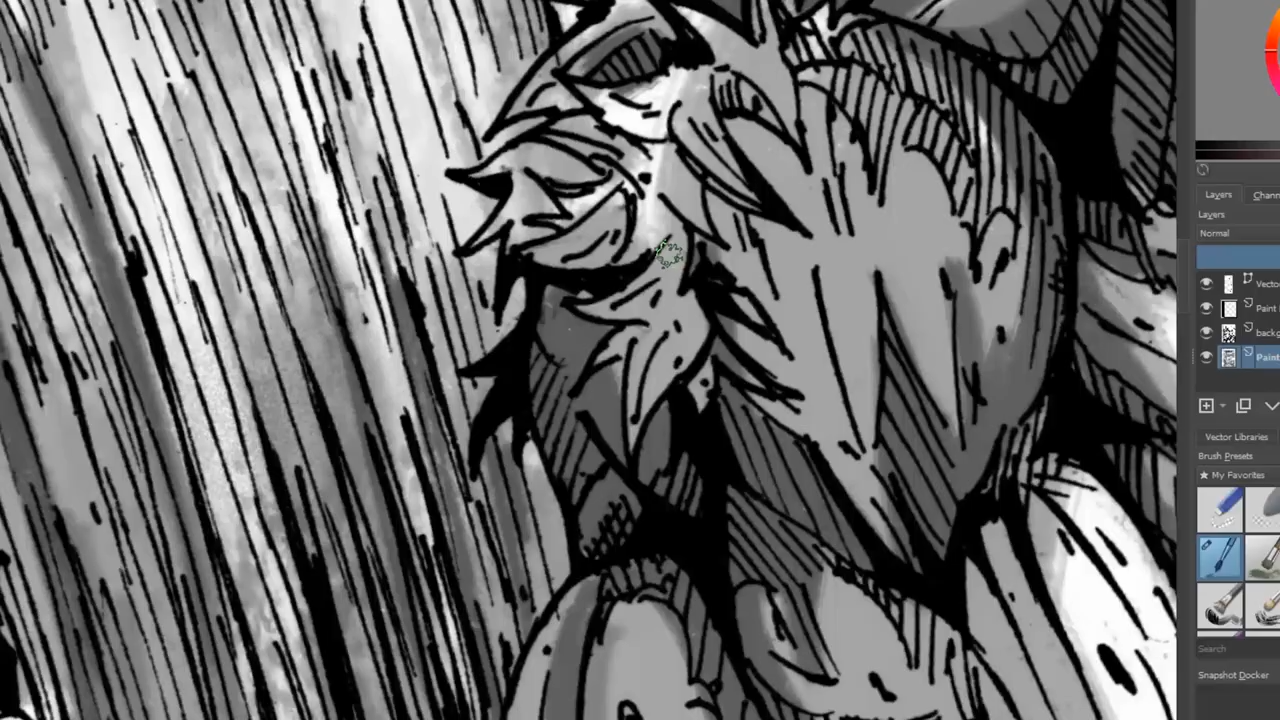 Layers
Chann
Layers
Normal
Vecto
Paint
backg
Paint
Vector Libraries
Brush Presets
★ My Favorites
Search
Snapshot Docker